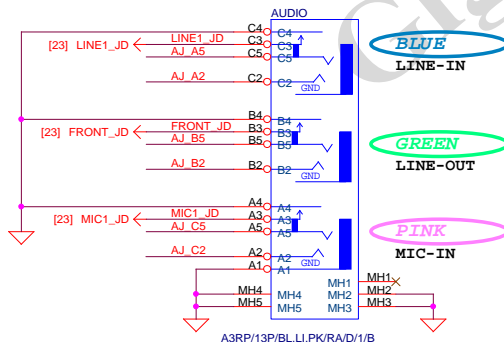 AUDIO
C4 C4
[23] LINE1_JD LINE1_JD C3 C3
AJ_A5 C5 C5
BLUE
LINE-IN
AJ_A2 C2 C2
GND
B4 B4
[23] FRONT_JD FRONT_JD B3 B3
AJ_B5 B5 B5
GREEN
LINE-OUT
AJ_B2 B2 B2
GND
A4 A4
[23] MIC1_JD MIC1_JD A3 A3
AJ_C5 A5 A5
PINK
MIC-IN
AJ_C2 A2 A2
GND
A1 A1
MH1 MH1
MH4 MH4 MH2 MH2
MH5 MH5 MH3 MH3
A3RP/13P/BL.LI.PK/RA/D/1/B